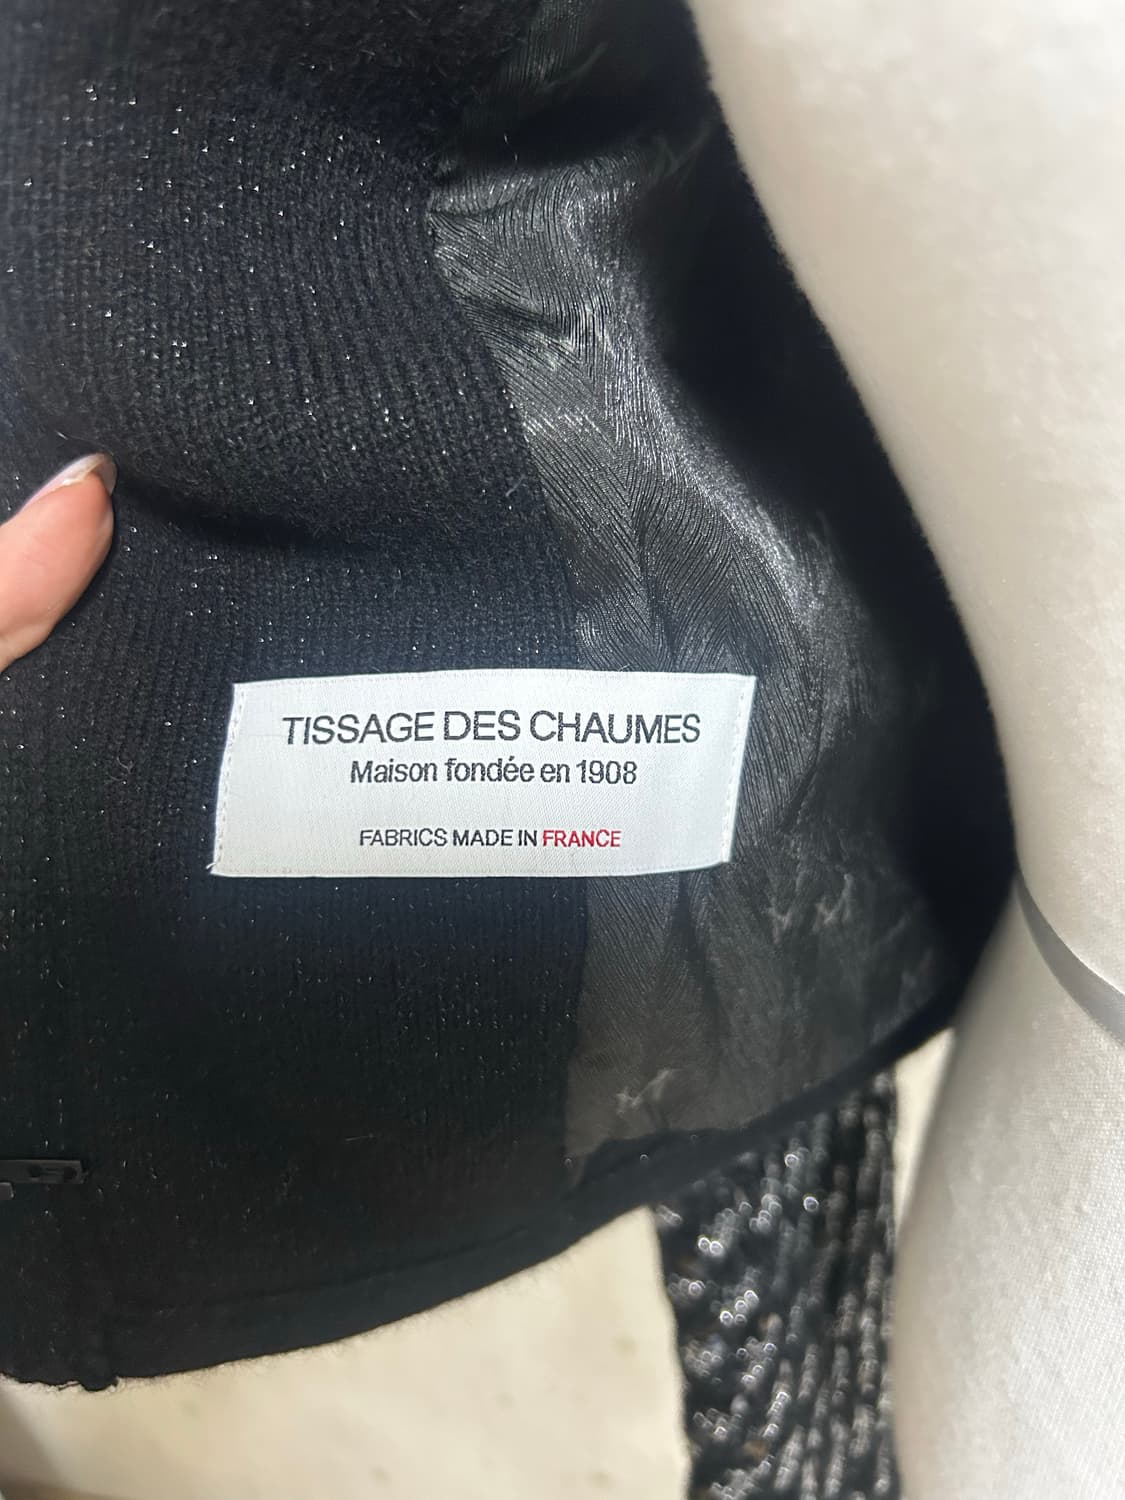 TISSAGE DES CHAUMES
Maison fondée en 1908
FABRICS MADE IN FRANCE